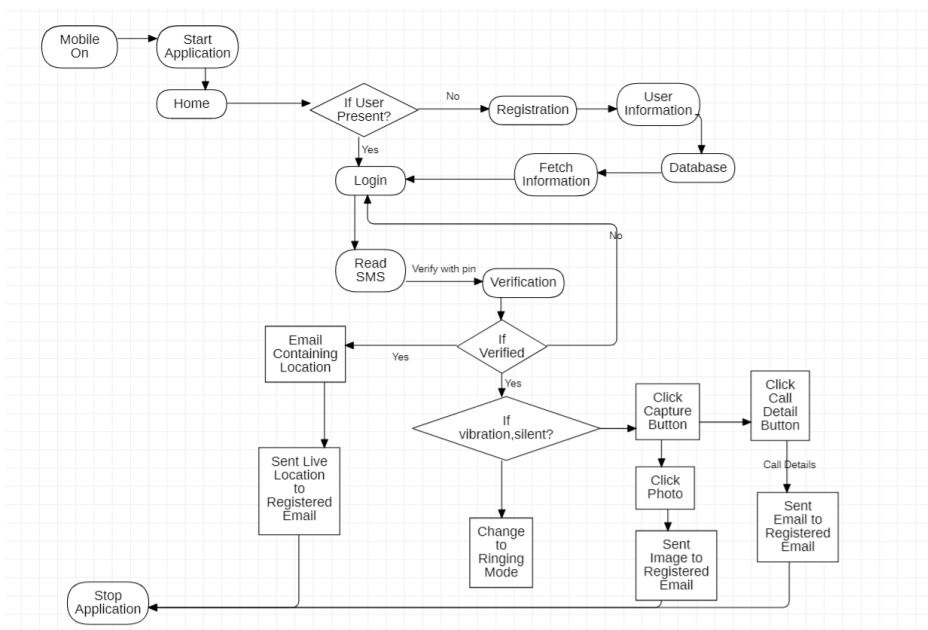 Mobile
On
Start
Application
Home
If User
Present?
No
Registration
User
Information
Yes
Login
Fetch
Information
Database
No
Read
SMS
Verify with pin
Verification
Email
Containing
Location
Yes
If
Verified
Yes
If
vibration,silent?
Click
Capture
Button
Click
Call
Detail
Button
Sent Live
Location
to
Registered
Email
Click
Photo
Call Details
Change
to
Ringing
Mode
Sent
Image to
Registered
Email
Sent
Email to
Registered
Email
Stop
Application